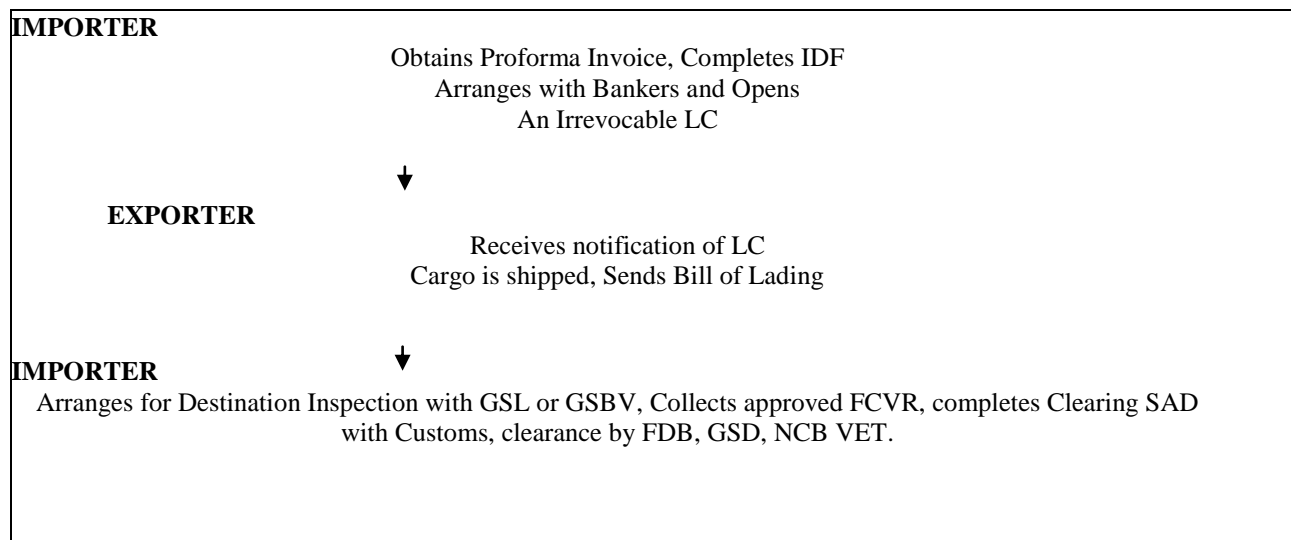 IMPORTER
Obtains Proforma Invoice, Completes IDF
Arranges with Bankers and Opens
An Irrevocable LC
EXPORTER
Receives notification of LC
Cargo is shipped, Sends Bill of Lading
IMPORTER
Arranges for Destination Inspection with GSL or GSBV, Collects approved FCVR, completes Clearing SAD
with Customs, clearance by FDB, GSD, NCB VET.